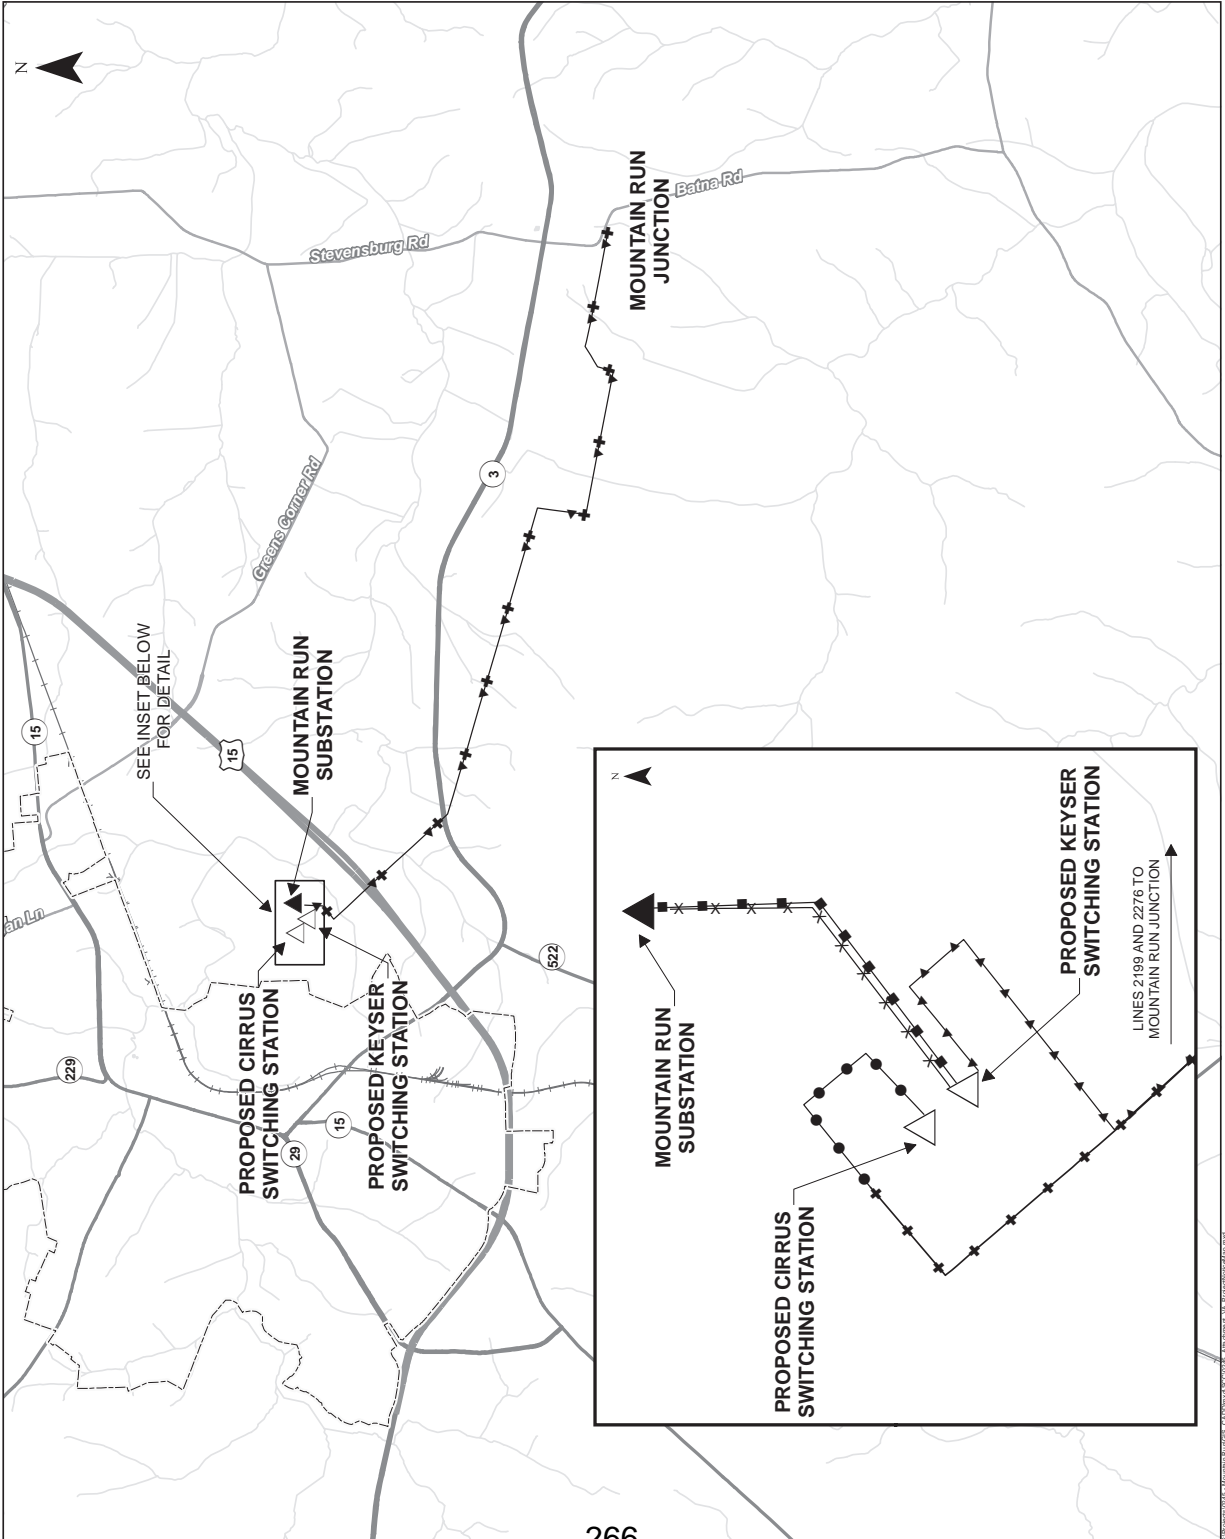 N
Stevensburg Rd
Batna Rd
MOUNTAIN RUN
JUNCTION
Greens Corner Rd
3
SEE INSET BELOW
FOR DETAIL
15
15
MOUNTAIN RUN
SUBSTATION
522
229
PROPOSED CIRRUS
SWITCHING STATION
PROPOSED KEYSER
SWITCHING STATION
15
29
N
MOUNTAIN RUN
SUBSTATION
PROPOSED KEYSER
SWITCHING STATION
LINES 2199 AND 2276 TO
MOUNTAIN RUN JUNCTION
PROPOSED CIRRUS
SWITCHING STATION
266